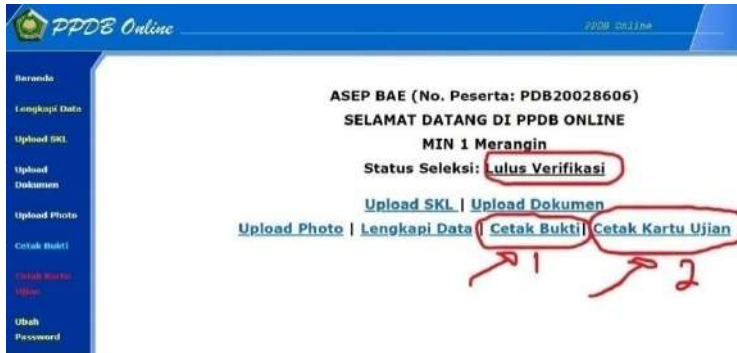 PPDB Online
PPDB Online
Beranda
Lengkapi Data
Upload SKL
Upload
Dokumen
Upload Photo
Cetak Bukti
Cetak Kartu
Ujian
Ubah
Password
ASEP BAE (No. Peserta: PDB20028606)
SELAMAT DATANG DI PPDB ONLINE
MIN 1 Merangin
Status Seleksi: Lulus Verifikasi
Upload SKL | Upload Dokumen
Upload Photo | Lengkapi Data | Cetak Bukti | Cetak Kartu Ujian
1
2